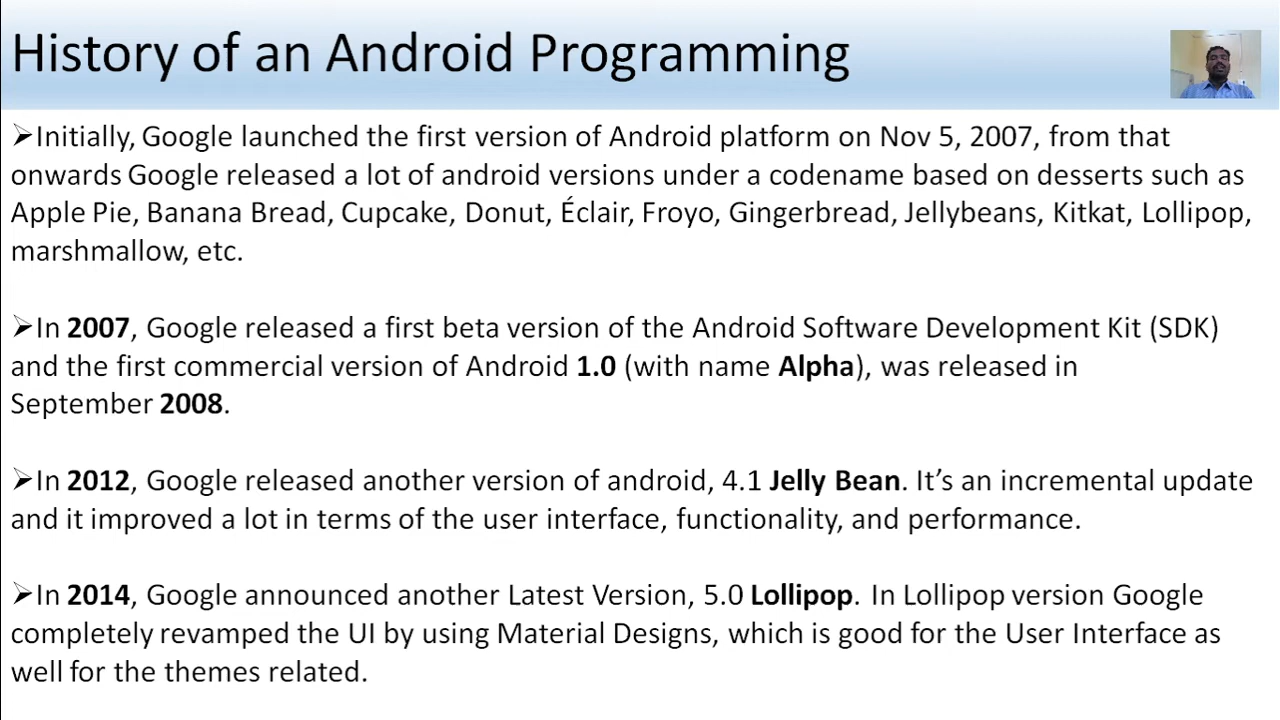 History of an Android Programming
➢Initially, Google launched the first version of Android platform on Nov 5, 2007, from that
onwards Google released a lot of android versions under a codename based on desserts such as
Apple Pie, Banana Bread, Cupcake, Donut, Éclair, Froyo, Gingerbread, Jellybeans, Kitkat, Lollipop,
marshmallow, etc.
➢In 2007, Google released a first beta version of the Android Software Development Kit (SDK)
and the first commercial version of Android 1.0 (with name Alpha), was released in
September 2008.
➢In 2012, Google released another version of android, 4.1 Jelly Bean. It’s an incremental update
and it improved a lot in terms of the user interface, functionality, and performance.
➢In 2014, Google announced another Latest Version, 5.0 Lollipop. In Lollipop version Google
completely revamped the UI by using Material Designs, which is good for the User Interface as
well for the themes related.